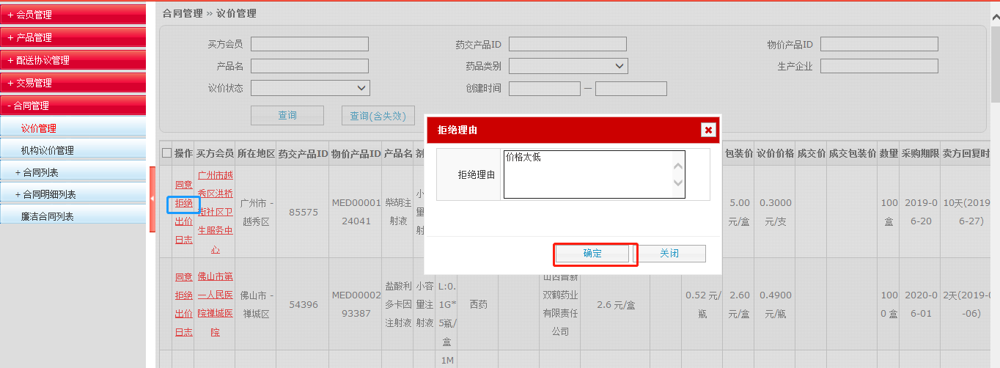 + 会员管理
+ 产品管理
+ 配送协议管理
+ 交易管理
- 合同管理
议价管理
机构议价管理
+ 合同列表
+ 合同明细列表
廉洁合同列表
合同管理 » 议价管理
买方会员
药交产品ID
物价产品ID
产品名
药品类别
生产企业
议价状态
创建时间
—
查询
查询(含失效)
操作 买方会员 所在地区 药交产品ID 物价产品ID 产品名 剂 包装价 议价价格 成交价 成交包装价 数量 采购期限 卖方回复时
同意
拒绝
出价
日志
广州市越
秀区洪桥
街社区卫
生服务中
心
广州市 -
越秀区
85575
MED00001
24041
柴胡注
射液
小
量
射
5.00
元/盒
0.3000
元/支
100
盒
2019-0
6-20
10天(2019-
6-27)
同意
拒绝
出价
日志
佛山市第
一人民医
院禅城医
院
佛山市 -
禅城区
54396
MED00002
93387
盐酸利
多卡因
注射液
小容
量注
射液
L:0.
1G*
5瓶/
盒
西药
山西晋新
双鹤药业
有限责任
公司
2.6 元/盒
0.52 元/
瓶
2.60
元/盒
0.4900
元/瓶
100
0 盒
2020-0
6-01
2天(2019-0
-06)
1M
拒绝理由
拒绝理由
价格太低
确定
关闭